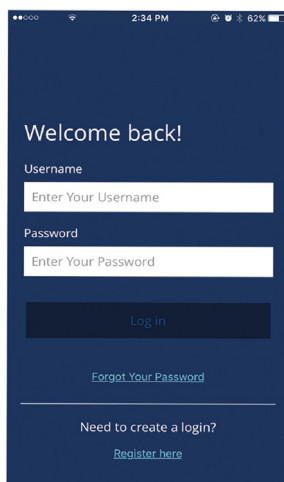 2:34 PM 62%
Welcome back!
Username
Enter Your Username
Password
Enter Your Password
Log in
Forgot Your Password
Need to create a login?
Register here